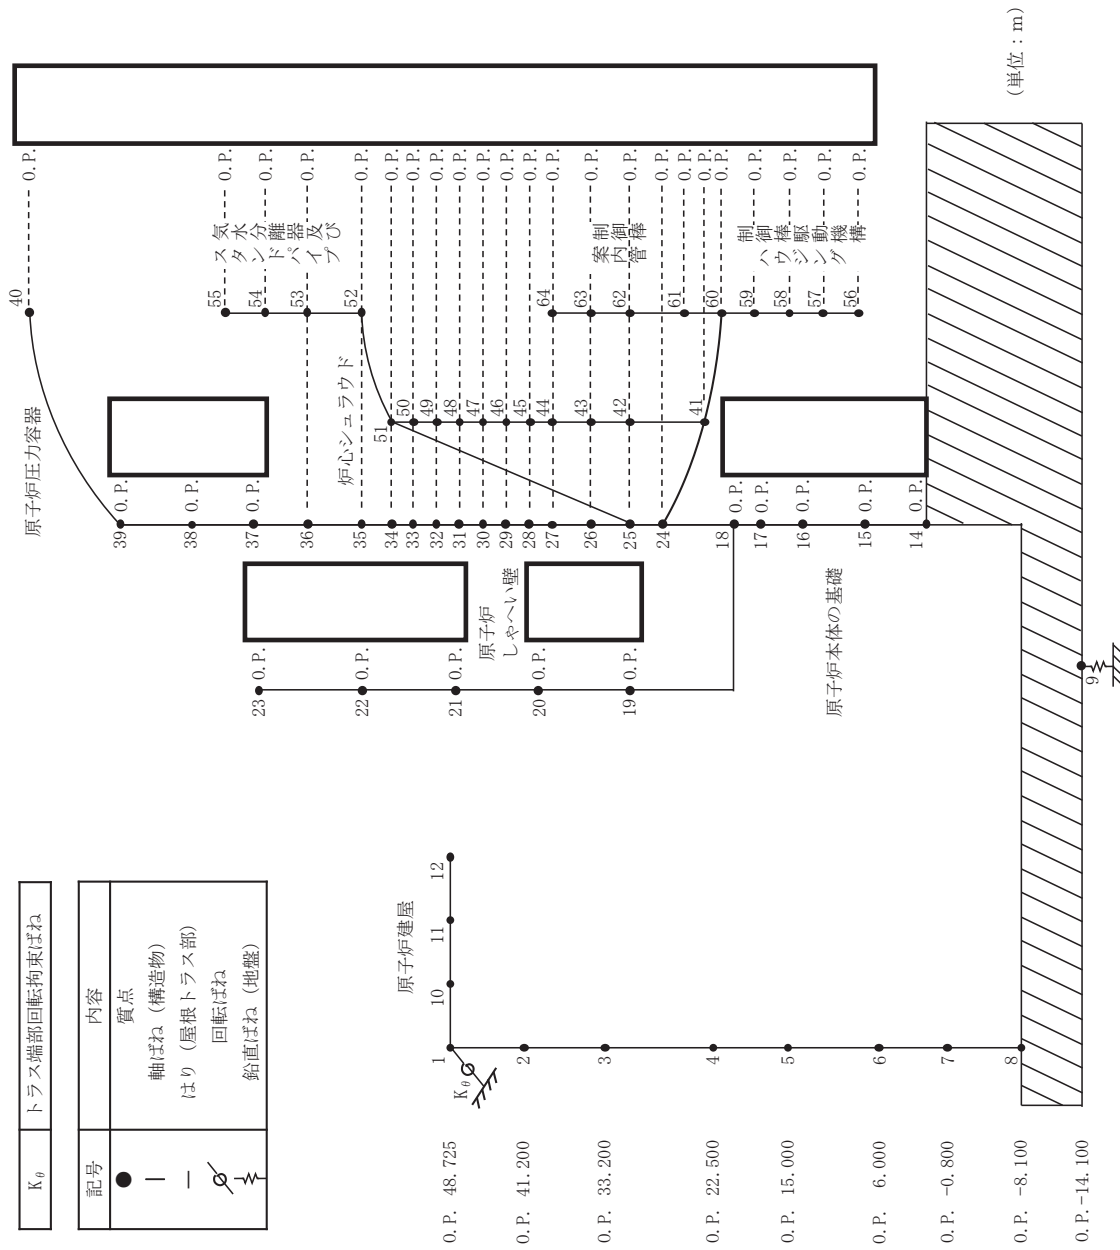 K θ トラス端部回転拘束ばね
記号 内容
質点
軸ばね (構造物)
はり (屋根トラス部)
回転ばね
鉛直ばね (地盤)
O.P. 48.725
O.P. 41.200
O.P. 33.200
O.P. 22.500
O.P. 15.000
O.P. 6.000
O.P. -0.800
O.P. -8.100
O.P.-14.100
原子炉建屋
1
10
11
12
K θ
2
3
4
5
6
7
8
9
23 O.P.
22 O.P.
21 O.P.
20 O.P.
19 O.P.
原子炉
しゃへい壁
原子炉本体の基礎
18 O.P.
17 O.P.
16 O.P.
15 O.P.
14 O.P.
原子炉圧力容器
39 O.P.
38 O.P.
37 O.P.
36
35
34
33
32
31
30
29
28
27
26
25
24
炉心シュラウド
51
50
49
48
47
46
45
44
43
42
41
40 O.P.
気水分離器及び
スタンドパイプ
55 O.P.
54 O.P.
53 O.P.
52 O.P.
O.P.
O.P.
O.P.
O.P.
O.P.
O.P.
O.P.
制御棒
案内管
64 O.P.
63 O.P.
62 O.P.
O.P.
61 O.P.
O.P.
60 O.P.
制御棒駆動機構
ハウジング
59 O.P.
58 O.P.
57 O.P.
56 O.P.
(単位：m)